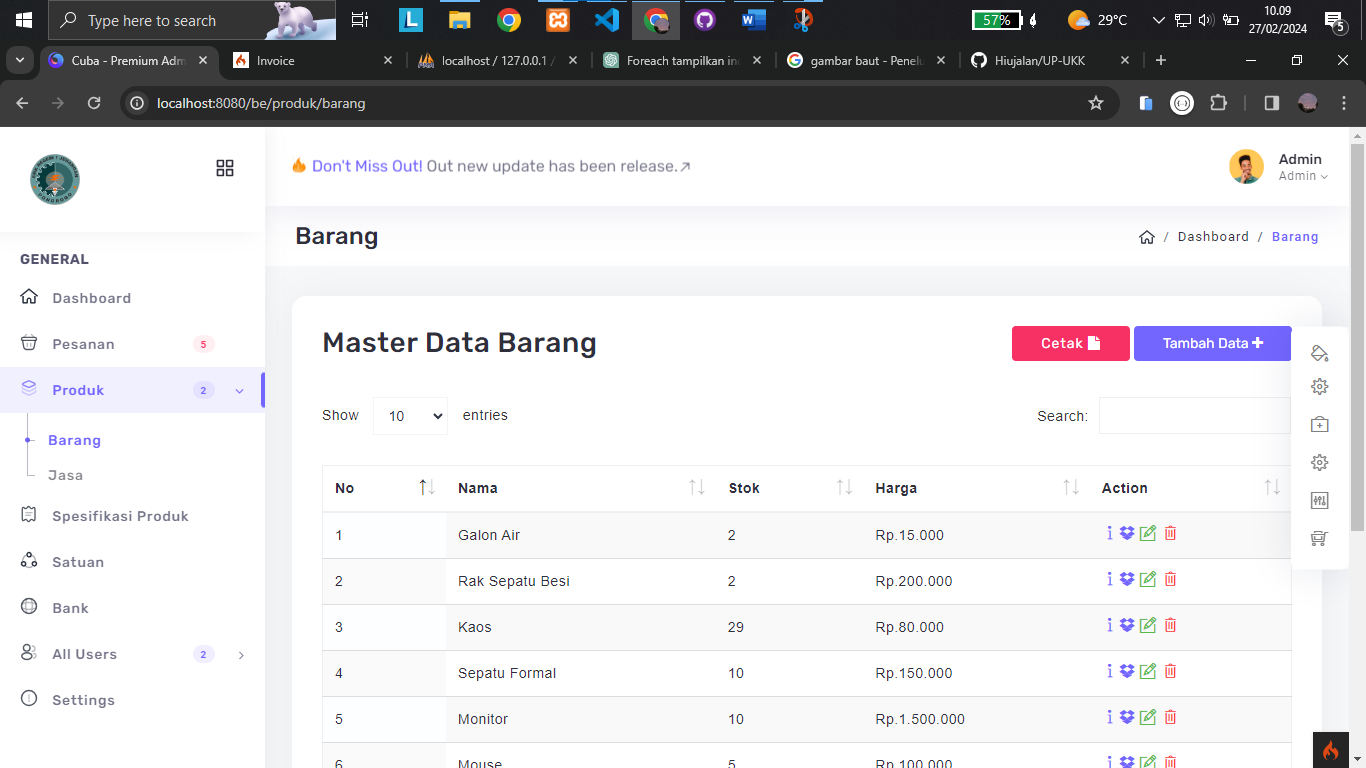 Type here to search
57%
29°C
10.09
27/02/2024
5
Cuba - Premium Adm
Invoice
localhost / 127.0.0.1 /
Foreach tampilkan in
gambar baut - Penelu
Hiujalan/UP-UKK
localhost:8080/be/produk/barang
Don't Miss Out! Out new update has been release.
Admin
Admin
Barang
Dashboard / Barang
GENERAL
Dashboard
Pesanan 5
Produk 2
Barang
Jasa
Spesifikasi Produk
Satuan
Bank
All Users 2
Settings
Master Data Barang
Cetak
Tambah Data
Show 10 entries
Search:
No Nama Stok Harga Action
1 Galon Air 2 Rp.15.000
2 Rak Sepatu Besi 2 Rp.200.000
3 Kaos 29 Rp.80.000
4 Sepatu Formal 10 Rp.150.000
5 Monitor 10 Rp.1.500.000
6 Mouse 5 Rp.100.000